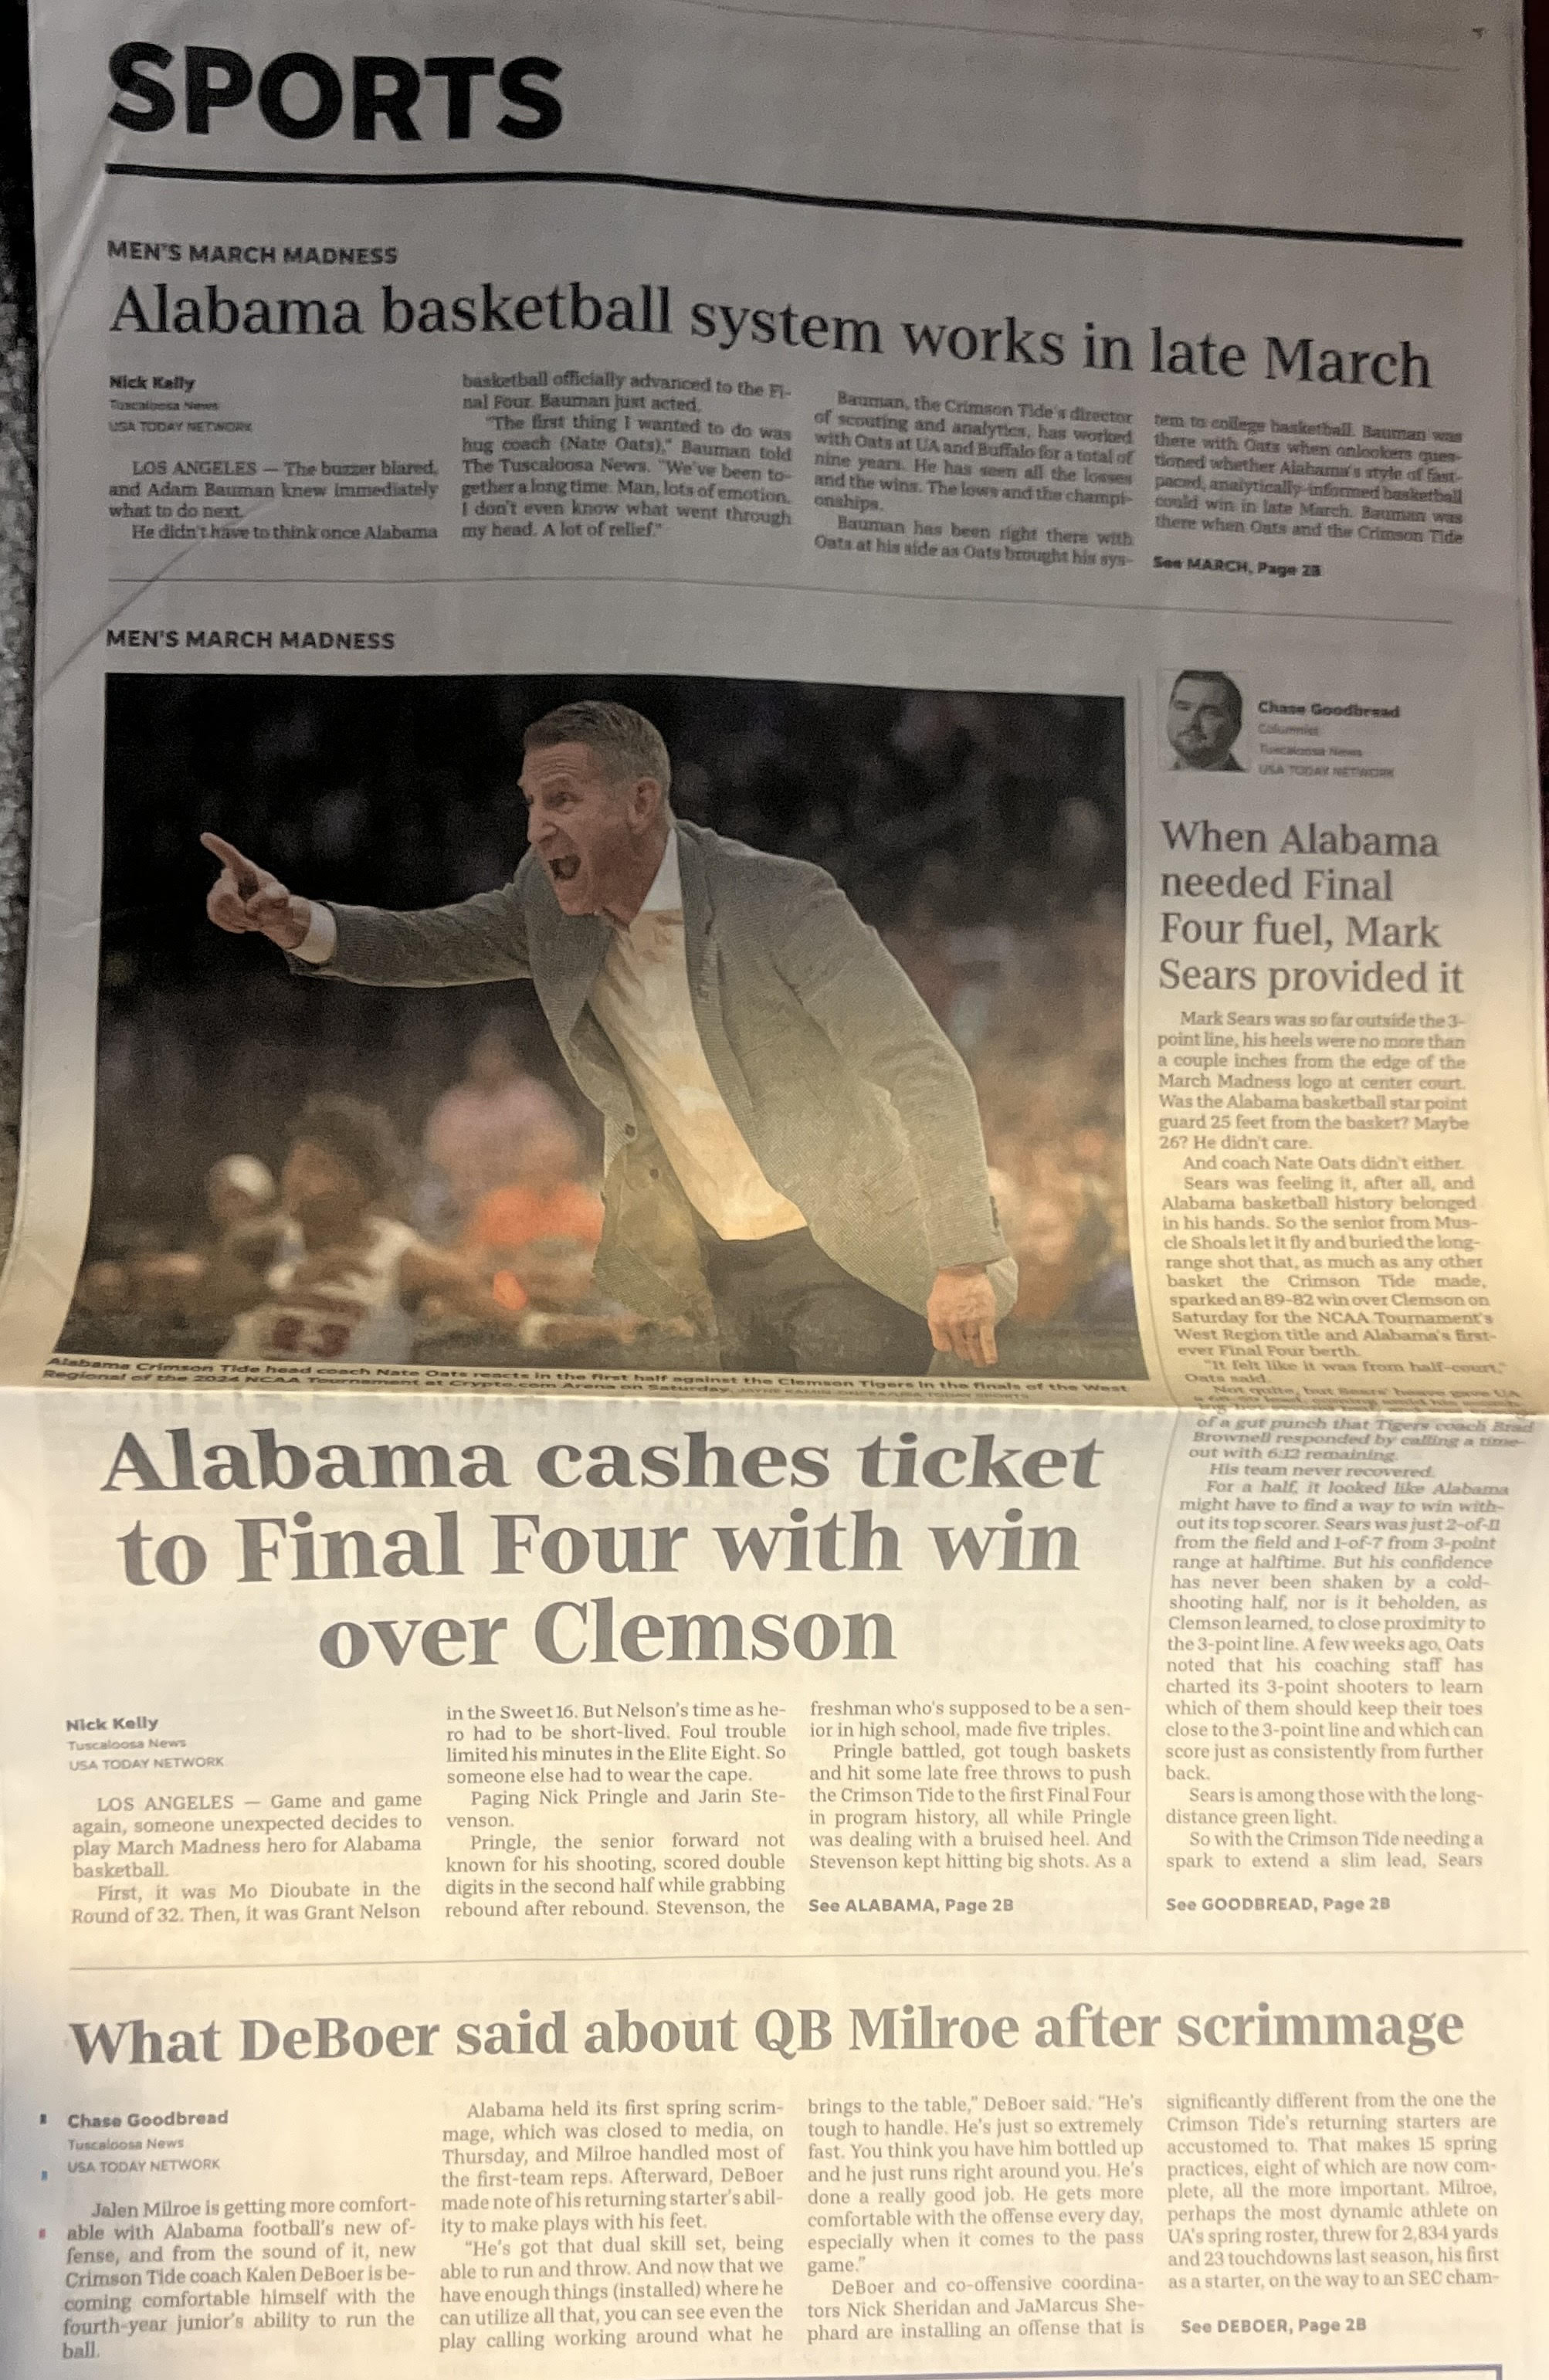 SPORTS
MEN'S MARCH MADNESS
Alabama basketball system works in late March
Nick Kelly
Tuscaloosa News
USA TODAY NETWORK
LOS ANGELES — The buzzer blared,
and Adam Bauman knew immediately
what to do next.
He didn't have to think once Alabama
basketball officially advanced to the Fi-
nal Four. Bauman just acted.
"The first thing I wanted to do was
hug coach (Nate Oats)," Bauman told
The Tuscaloosa News. "We've been to-
gether a long time. Man, lots of emotion.
I don't even know what went through
my head. A lot of relief."
Bauman, the Crimson Tide's director
of scouting and analytics, has worked
with Oats at UA and Buffalo for a total of
nine years. He has seen all the losses
and the wins. The lows and the champi-
onships.
Bauman has been right there with
Oats at his side as Oats brought his sys-
tem to college basketball. Bauman was
there with Oats when onlookers ques-
tioned whether Alabama's style of fast-
paced, analytically-informed basketball
could win in late March. Bauman was
there when Oats and the Crimson Tide
See MARCH, Page 2B
MEN'S MARCH MADNESS
Alabama Crimson Tide head coach Nate Oats reacts in the first half against the Clemson Tigers in the finals of the West
Regional of the 2024 NCAA Tournament at Crypto.com Arena on Saturday.
Alabama cashes ticket
to Final Four with win
over Clemson
Nick Kelly
Tuscaloosa News
USA TODAY NETWORK
LOS ANGELES — Game and game
again, someone unexpected decides to
play March Madness hero for Alabama
basketball.
First, it was Mo Dioubate in the
Round of 32. Then, it was Grant Nelson
in the Sweet 16. But Nelson's time as he-
ro had to be short-lived. Foul trouble
limited his minutes in the Elite Eight. So
someone else had to wear the cape.
Paging Nick Pringle and Jarin Ste-
venson.
Pringle, the senior forward not
known for his shooting, scored double
digits in the second half while grabbing
rebound after rebound. Stevenson, the
freshman who's supposed to be a sen-
ior in high school, made five triples.
Pringle battled, got tough baskets
and hit some late free throws to push
the Crimson Tide to the first Final Four
in program history, all while Pringle
was dealing with a bruised heel. And
Stevenson kept hitting big shots. As a
See ALABAMA, Page 2B
Chase Goodbread
Columnist
Tuscaloosa News
USA TODAY NETWORK
When Alabama
needed Final
Four fuel, Mark
Sears provided it
Mark Sears was so far outside the 3-
point line, his heels were no more than
a couple inches from the edge of the
March Madness logo at center court.
Was the Alabama basketball star point
guard 25 feet from the basket? Maybe
26? He didn't care.
And coach Nate Oats didn't either.
Sears was feeling it, after all, and
Alabama basketball history belonged
in his hands. So the senior from Mus-
cle Shoals let it fly and buried the long-
range shot that, as much as any other
basket the Crimson Tide made,
sparked an 89-82 win over Clemson on
Saturday for the NCAA Tournament's
West Region title and Alabama's first-
ever Final Four berth.
"It felt like it was from half-court,"
Oats said.
Not quite, but Sears' heave gave UA
of a gut punch that Tigers coach Brad
Brownell responded by calling a time-
out with 6:12 remaining.
His team never recovered.
For a half, it looked like Alabama
might have to find a way to win with-
out its top scorer. Sears was just 2-of-11
from the field and 1-of-7 from 3-point
range at halftime. But his confidence
has never been shaken by a cold-
shooting half, nor is it beholden, as
Clemson learned, to close proximity to
the 3-point line. A few weeks ago, Oats
noted that his coaching staff has
charted its 3-point shooters to learn
which of them should keep their toes
close to the 3-point line and which can
score just as consistently from further
back.
Sears is among those with the long-
distance green light.
So with the Crimson Tide needing a
spark to extend a slim lead, Sears
See GOODBREAD, Page 2B
What DeBoer said about QB Milroe after scrimmage
Chase Goodbread
Tuscaloosa News
USA TODAY NETWORK
Jalen Milroe is getting more comfort-
able with Alabama football's new of-
fense, and from the sound of it, new
Crimson Tide coach Kalen DeBoer is be-
coming comfortable himself with the
fourth-year junior's ability to run the
ball.
Alabama held its first spring scrim-
mage, which was closed to media, on
Thursday, and Milroe handled most of
the first-team reps. Afterward, DeBoer
made note of his returning starter's abil-
ity to make plays with his feet.
"He's got that dual skill set, being
able to run and throw. And now that we
have enough things (installed) where he
can utilize all that, you can see even the
play calling working around what he
brings to the table," DeBoer said. "He's
tough to handle. He's just so extremely
fast. You think you have him bottled up
and he just runs right around you. He's
done a really good job. He gets more
comfortable with the offense every day,
especially when it comes to the pass
game."
DeBoer and co-offensive coordina-
tors Nick Sheridan and JaMarcus She-
phard are installing an offense that is
significantly different from the one the
Crimson Tide's returning starters are
accustomed to. That makes 15 spring
practices, eight of which are now com-
plete, all the more important. Milroe,
perhaps the most dynamic athlete on
UA's spring roster, threw for 2,834 yards
and 23 touchdowns last season, his first
as a starter, on the way to an SEC cham-
See DEBOER, Page 2B